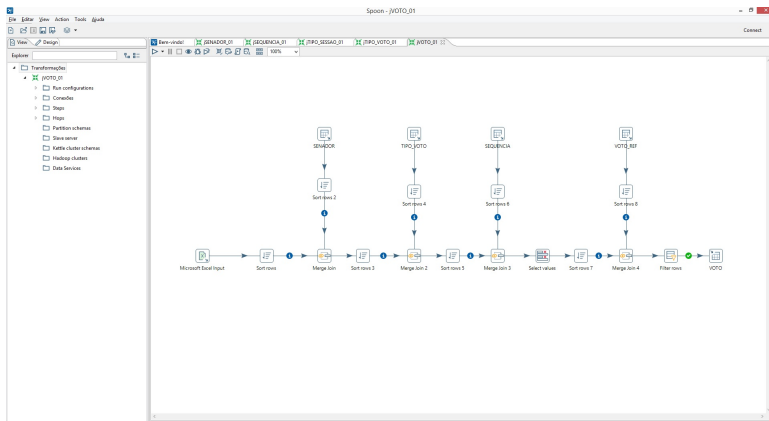 Spoon - jVOTO_01
File Editar View Action Tools Ajuda
Connect
View Design
Bem-vindo! jSENADOR_01 jSEQUENCIA_01 jTIPO_SESSAO_01 jTIPO_VOTO_01 jVOTO_01
Explorer
100%
Transformações
jVOTO_01
Run configurations
Conexões
Steps
Hops
Partition schemas
Slave server
Kettle cluster schemas
Hadoop clusters
Data Services
SENADOR TIPO_VOTO SEQUENCIA VOTO_REF
Sort rows 2 Sort rows 4 Sort rows 6 Sort rows 8
Microsoft Excel Input Sort rows Merge Join Sort rows 3 Merge Join 2 Sort rows 5 Merge Join 3 Select values Sort rows 7 Merge Join 4 Filter rows VOTO